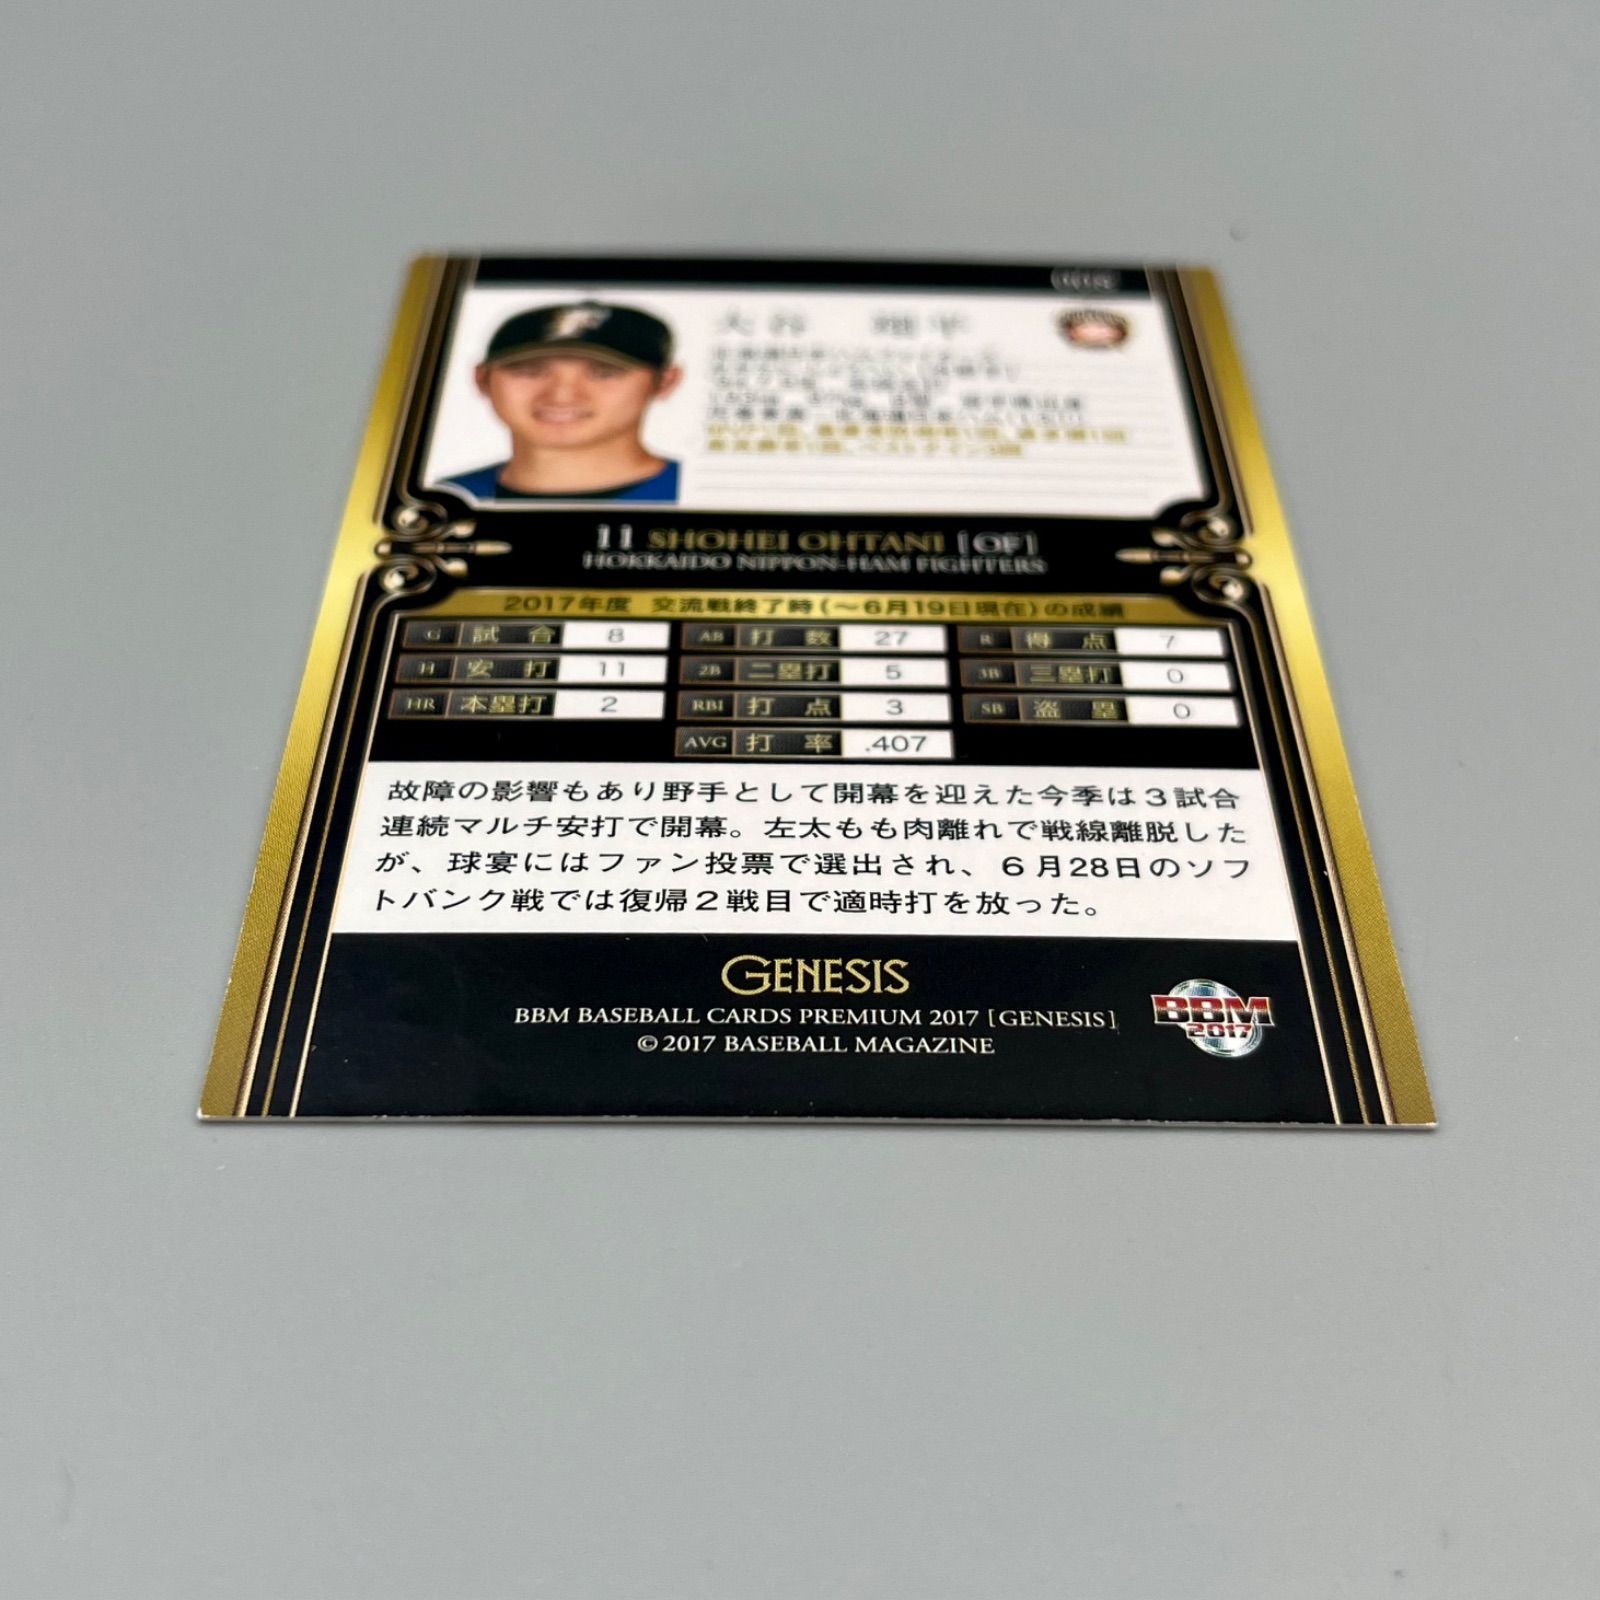 大谷 翔平
11 SHOHEI OHTANI [OF]
HOKKAIDO NIPPON-HAM FIGHTERS
2017年度 交流戦終了時(～6月19日現在)の成績
G 試合 8 AB 打数 27 R 得点 7
H 安打 11 2B 二塁打 5 3B 三塁打 0
HR 本塁打 2 RBI 打点 3 SB 盗塁 0
AVG 打率 .407
故障の影響もあり野手として開幕を迎えた今季は３試合
連続マルチ安打で開幕。左太もも肉離れで戦線離脱した
が、球宴にはファン投票で選出され、６月28日のソフ
トバンク戦では復帰２戦目で適時打を放った。
GENESIS
BBM BASEBALL CARDS PREMIUM 2017 [GENESIS]
©2017 BASEBALL MAGAZINE
BBM
2017